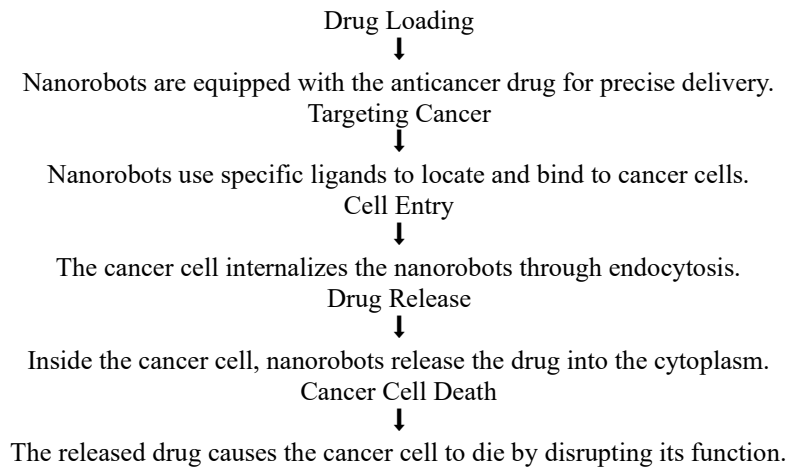 Drug Loading
Nanorobots are equipped with the anticancer drug for precise delivery.
Targeting Cancer
Nanorobots use specific ligands to locate and bind to cancer cells.
Cell Entry
The cancer cell internalizes the nanorobots through endocytosis.
Drug Release
Inside the cancer cell, nanorobots release the drug into the cytoplasm.
Cancer Cell Death
The released drug causes the cancer cell to die by disrupting its function.